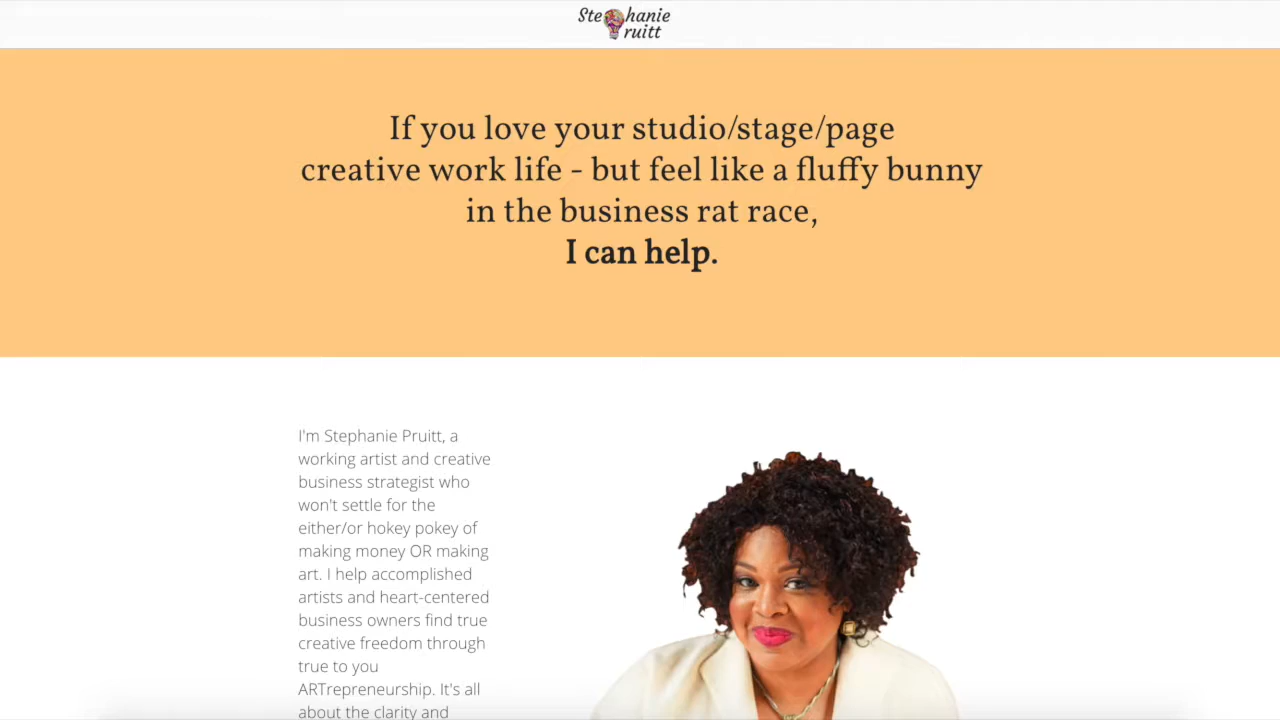 Stephanie
Pruitt
If you love your studio/stage/page
creative work life - but feel like a fluffy bunny
in the business rat race,
I can help.
I'm Stephanie Pruitt, a
working artist and creative
business strategist who
won't settle for the
either/or hokey pokey of
making money OR making
art. I help accomplished
artists and heart-centered
business owners find true
creative freedom through
true to you
ARTrepreneurship. It's all
about the clarity and